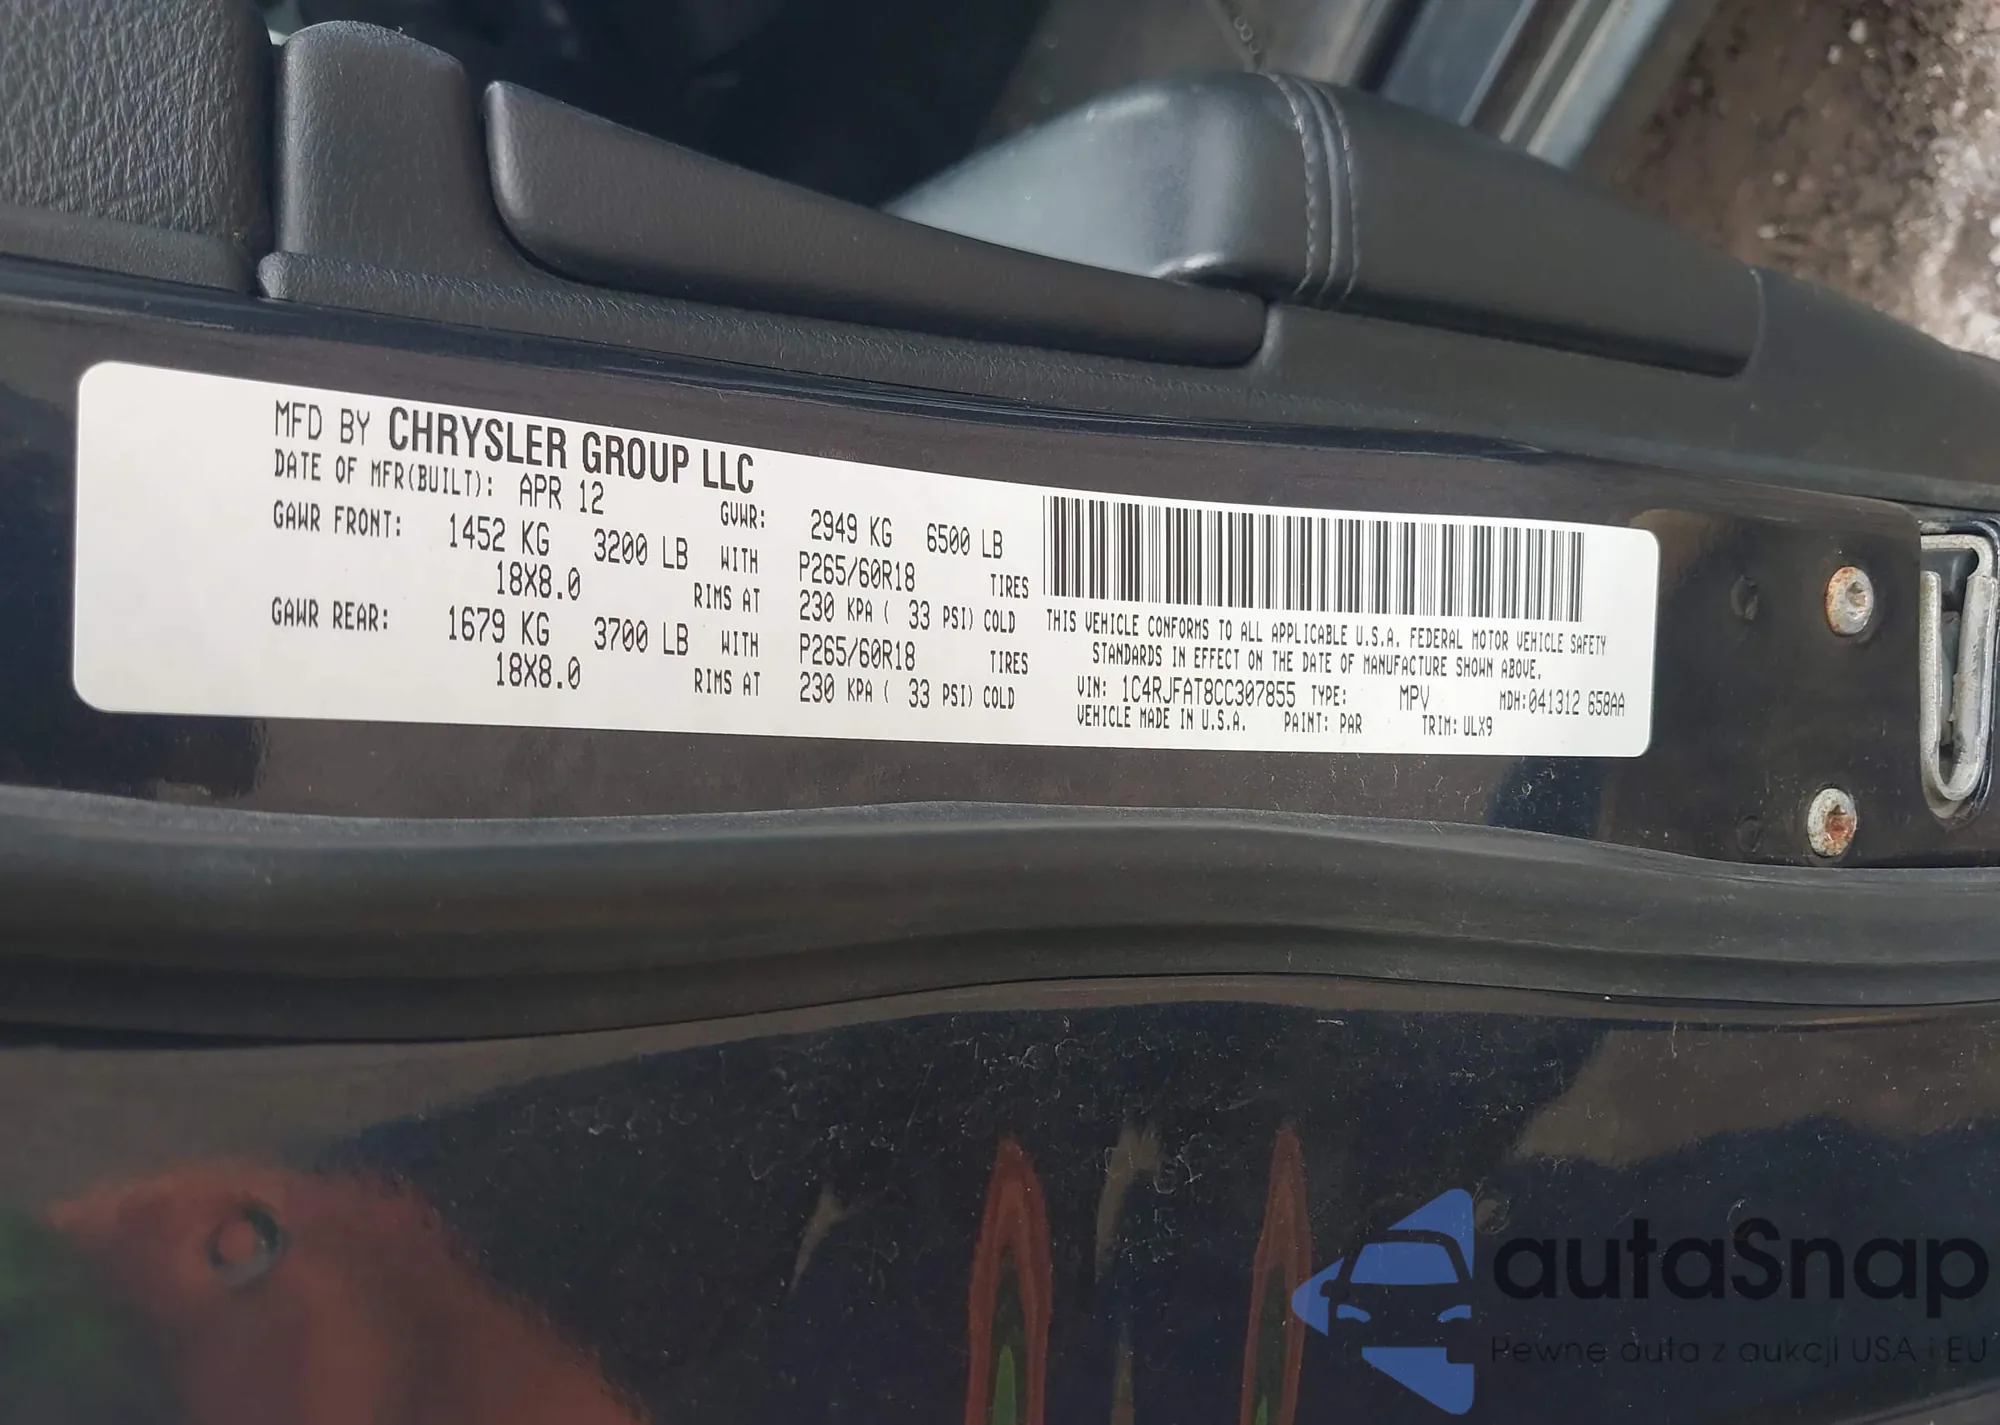 MFD BY CHRYSLER GROUP LLC
DATE OF MFR(BUILT): APR 12 GVWR: 2949 KG 6500 LB
GAWR FRONT: 1452 KG 3200 LB WITH P265/60R18 TIRES
18X8.0 RIMS AT 230 KPA ( 33 PSI) COLD
GAWR REAR: 1679 KG 3700 LB WITH P265/60R18 TIRES
18X8.0 RIMS AT 230 KPA ( 33 PSI) COLD
THIS VEHICLE CONFORMS TO ALL APPLICABLE U.S.A. FEDERAL MOTOR VEHICLE SAFETY
STANDARDS IN EFFECT ON THE DATE OF MANUFACTURE SHOWN ABOVE.
VIN: 1C4RJFAT8CC307855 TYPE: MPV MDH:041312 658AA
VEHICLE MADE IN U.S.A. PAINT: PAR TRIM: ULX9
autaSnap
Pewne auta z aukcji USA i EU